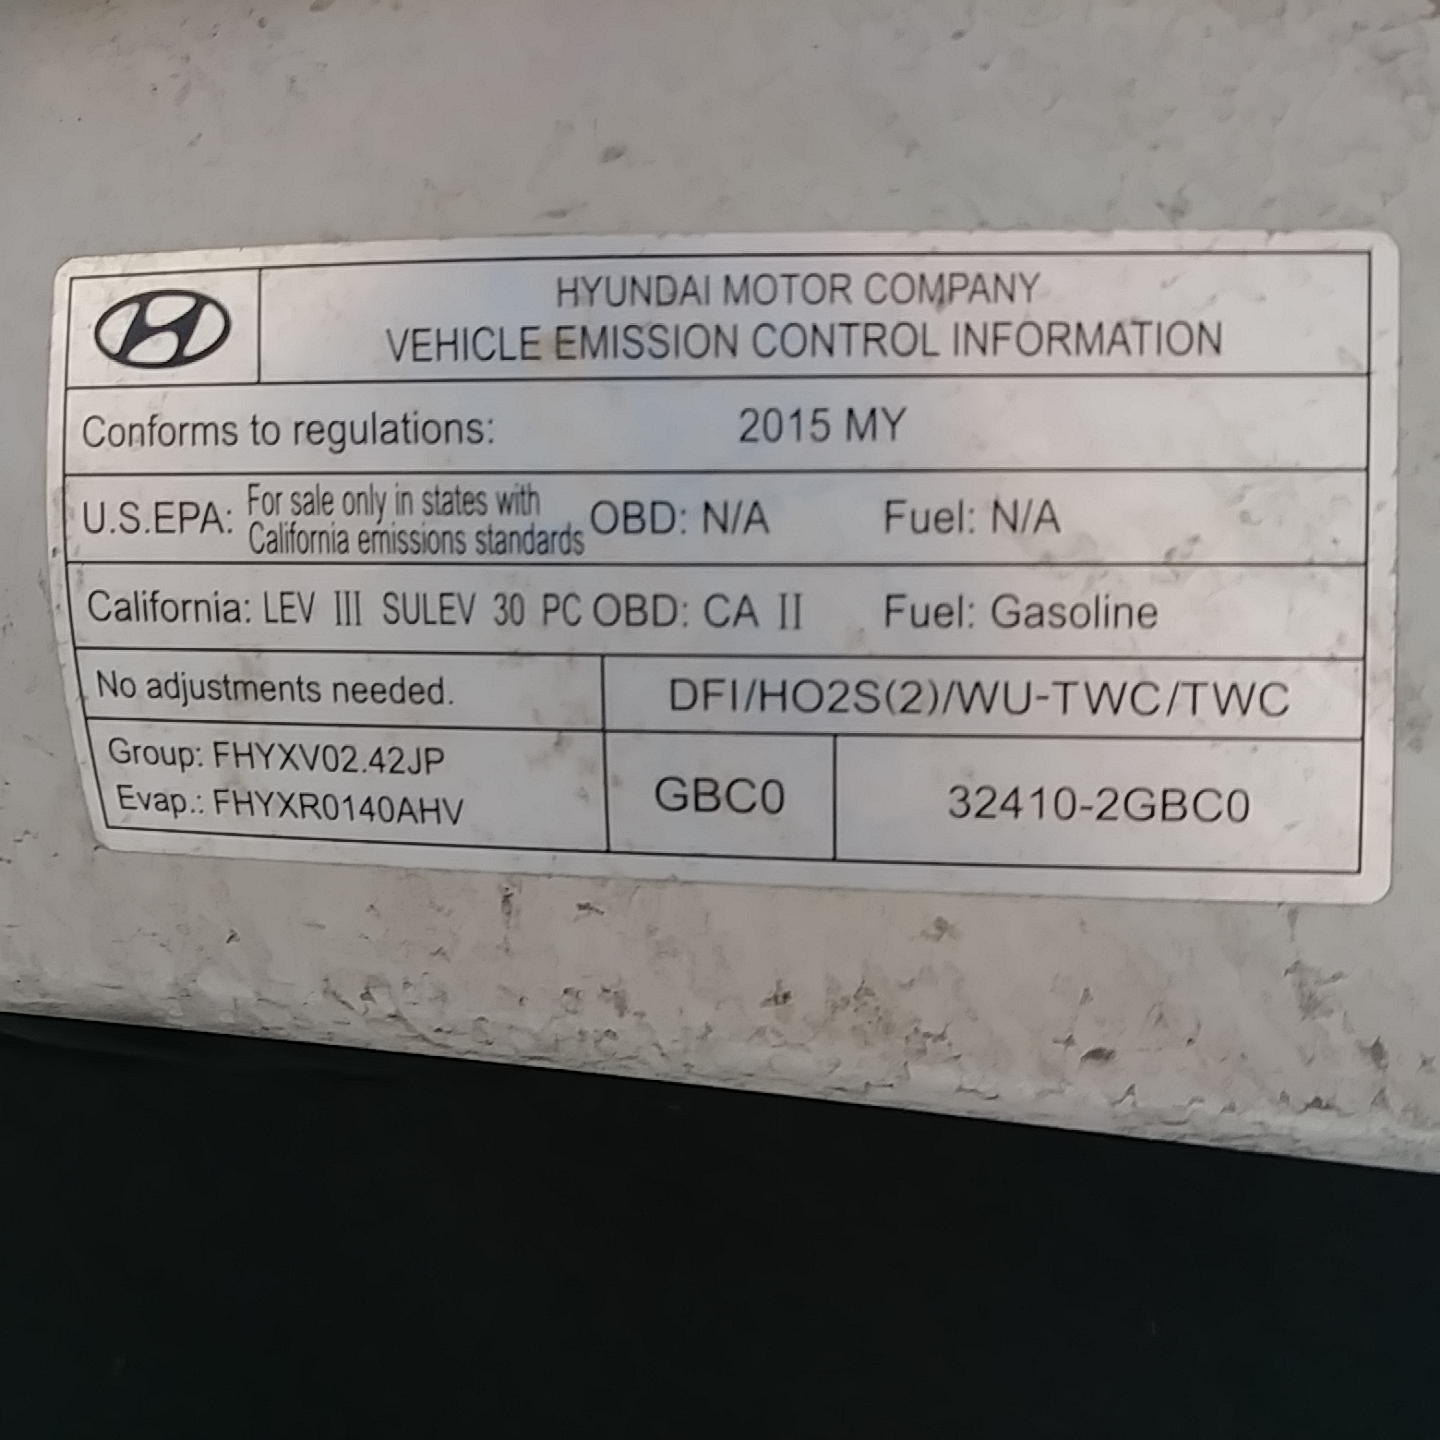 HYUNDAI MOTOR COMPANY
VEHICLE EMISSION CONTROL INFORMATION
Conforms to regulations: 2015 MY
U.S.EPA: For sale only in states with California emissions standards OBD: N/A Fuel: N/A
California: LEV III SULEV 30 PC OBD: CA II Fuel: Gasoline
No adjustments needed. DFI/HO2S(2)/WU-TWC/TWC
Group: FHYXV02.42JP
Evap.: FHYXR0140AHV
GBC0
32410-2GBC0